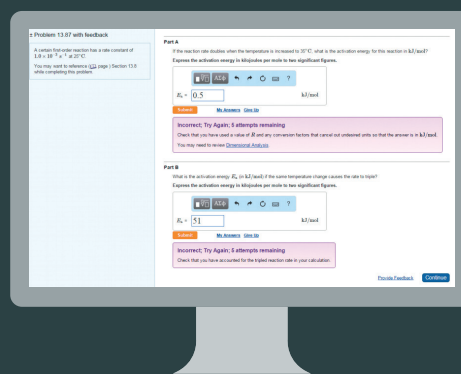 Problem 13.67 with feedback
A certain first-order reaction has a rate constant of
1.0 × 10⁻³ s⁻¹ at 25°C.
You may want to reference (page ) Section 13.6
while completing this problem
Part A
If the reaction rate doubles when the temperature is increased to 35°C, what is the activation energy for this reaction in kJ/mol?
Express the activation energy in kilojoules per mole to two significant figures.
ΑΣΦ
?
Eₐ = 0.5 kJ/mol
Submit My Answers Give Up
Incorrect; Try Again; 6 attempts remaining
Check that you have used a value of R and any conversion factors that cancel out undesired units so that the answer is in kJ/mol.
You may need to review Dimensional Analysis.
Part B
What is the activation energy Eₐ (in kJ/mol) if the same temperature change causes the rate to triple?
Express the activation energy in kilojoules per mole to two significant figures.
ΑΣΦ
?
Eₐ = 51 kJ/mol
Submit My Answers Give Up
Incorrect; Try Again; 5 attempts remaining
Check that you have accounted for the tripled reaction rate in your calculation.
Provide Feedback Continue